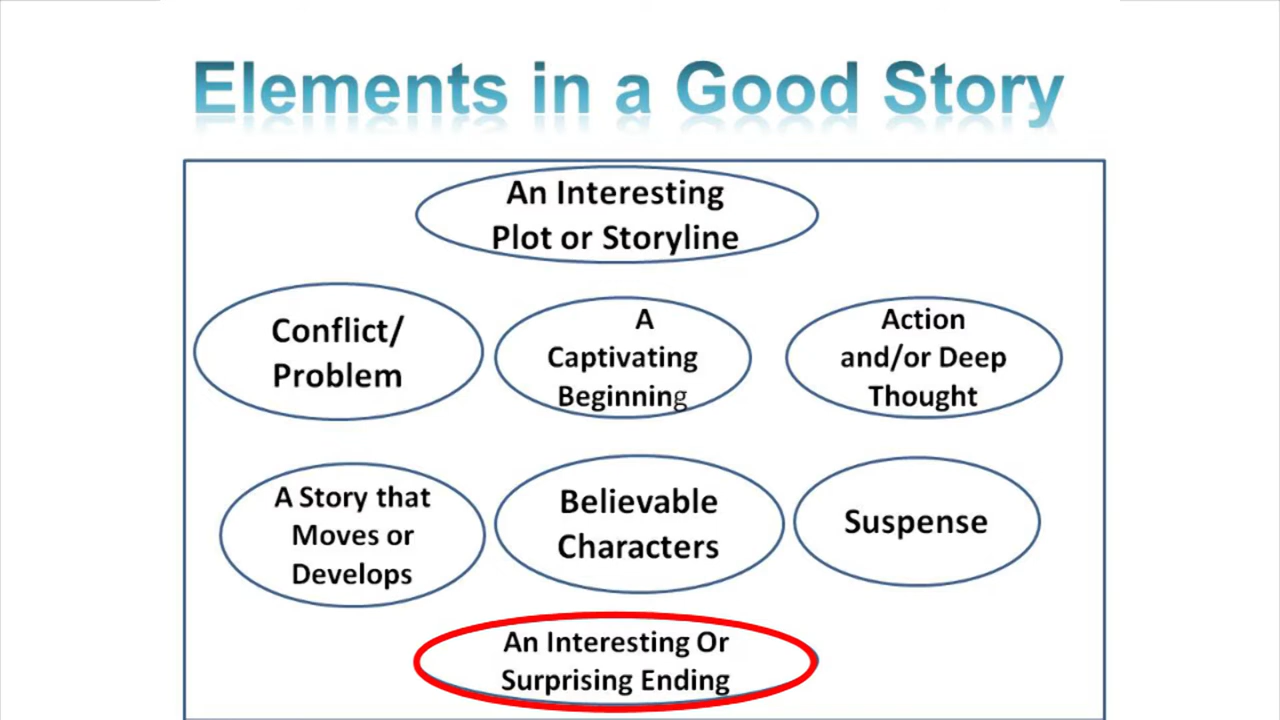 Elements in a Good Story
An Interesting
Plot or Storyline
Conflict/
Problem
A
Captivating
Beginning
Action
and/or Deep
Thought
A Story that
Moves or
Develops
Believable
Characters
Suspense
An Interesting Or
Surprising Ending